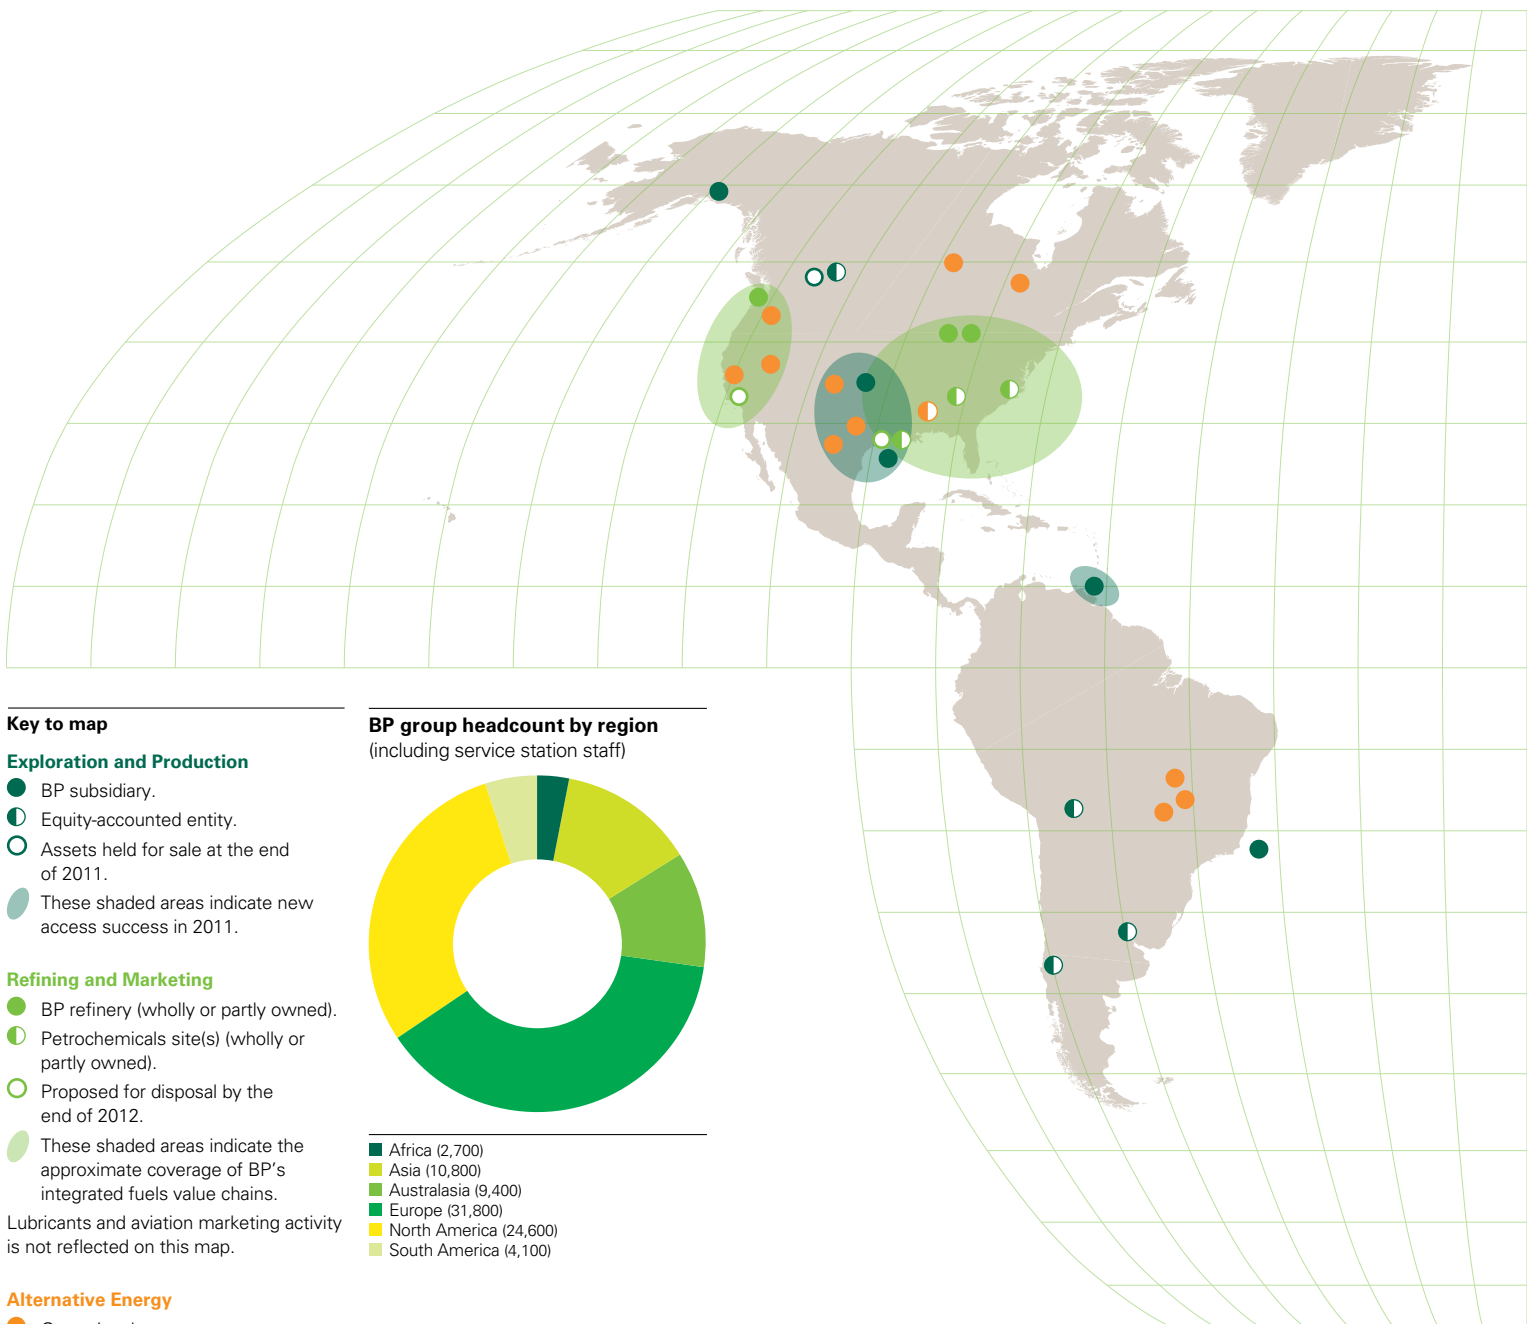 Key to map
Exploration and Production
BP subsidiary.
Equity-accounted entity.
Assets held for sale at the end
of 2011.
These shaded areas indicate new
access success in 2011.
Refining and Marketing
BP refinery (wholly or partly owned).
Petrochemicals site(s) (wholly or
partly owned).
Proposed for disposal by the
end of 2012.
These shaded areas indicate the
approximate coverage of BP’s
integrated fuels value chains.
Lubricants and aviation marketing activity
is not reflected on this map.
Alternative Energy
BP group headcount by region
(including service station staff)
Africa (2,700)
Asia (10,800)
Australasia (9,400)
Europe (31,800)
North America (24,600)
South America (4,100)